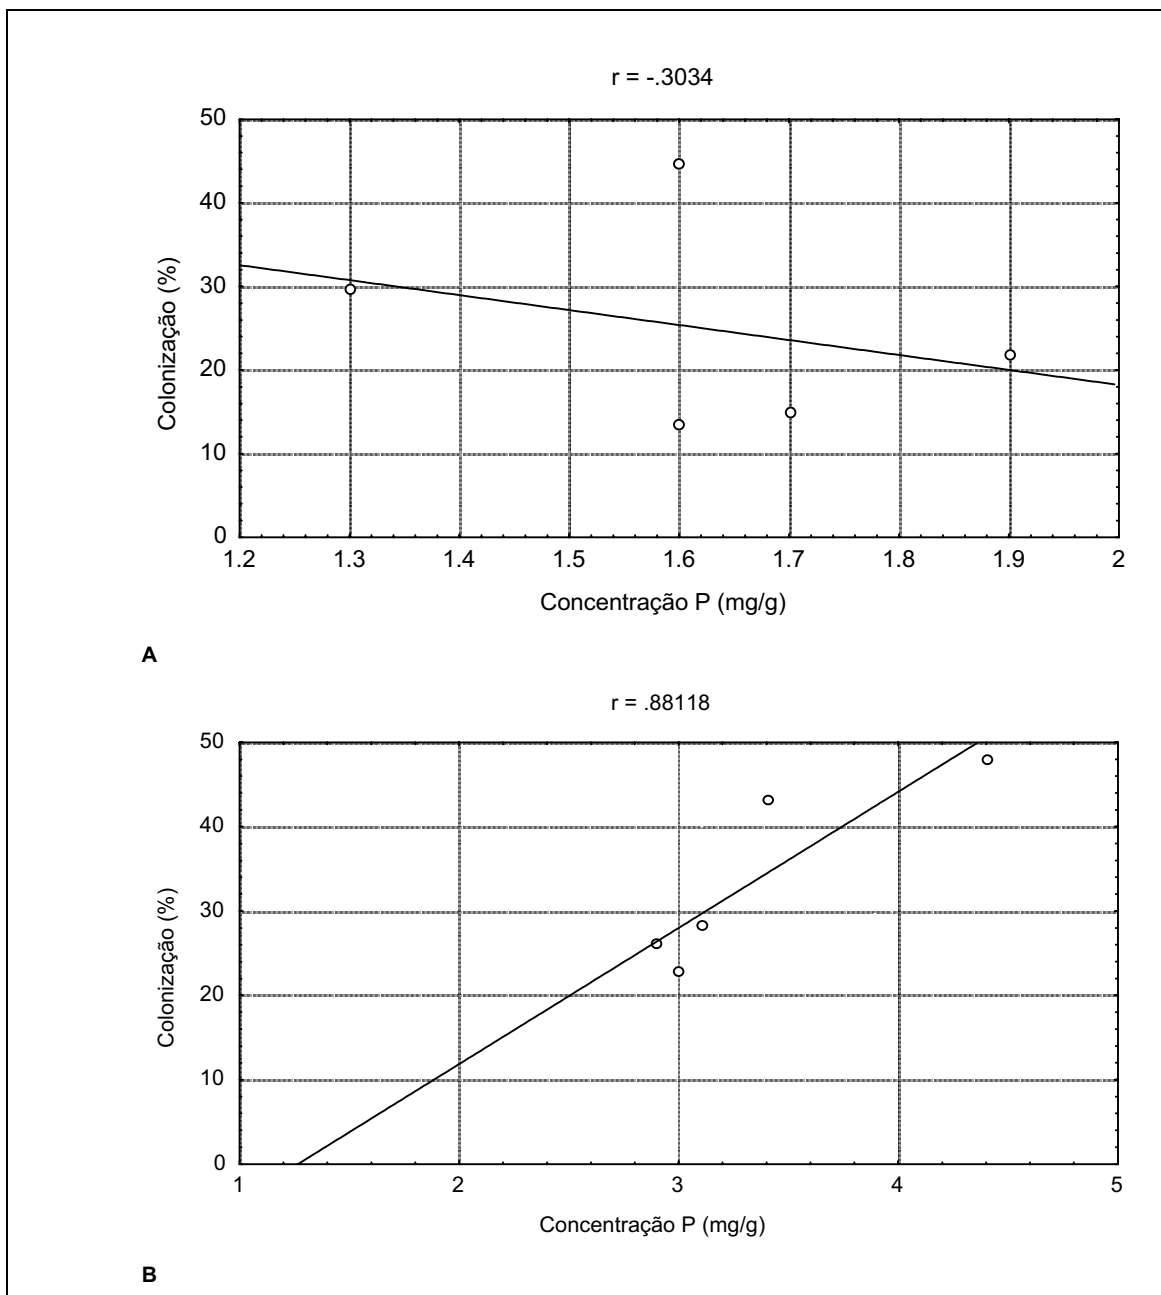 r = -.3034
50
40
30
20
10
0
Colonização (%)
1.2 1.3 1.4 1.5 1.6 1.7 1.8 1.9 2
Concentração P (mg/g)
A
r = .88118
50
40
30
20
10
0
Colonização (%)
1 2 3 4 5
Concentração P (mg/g)
B